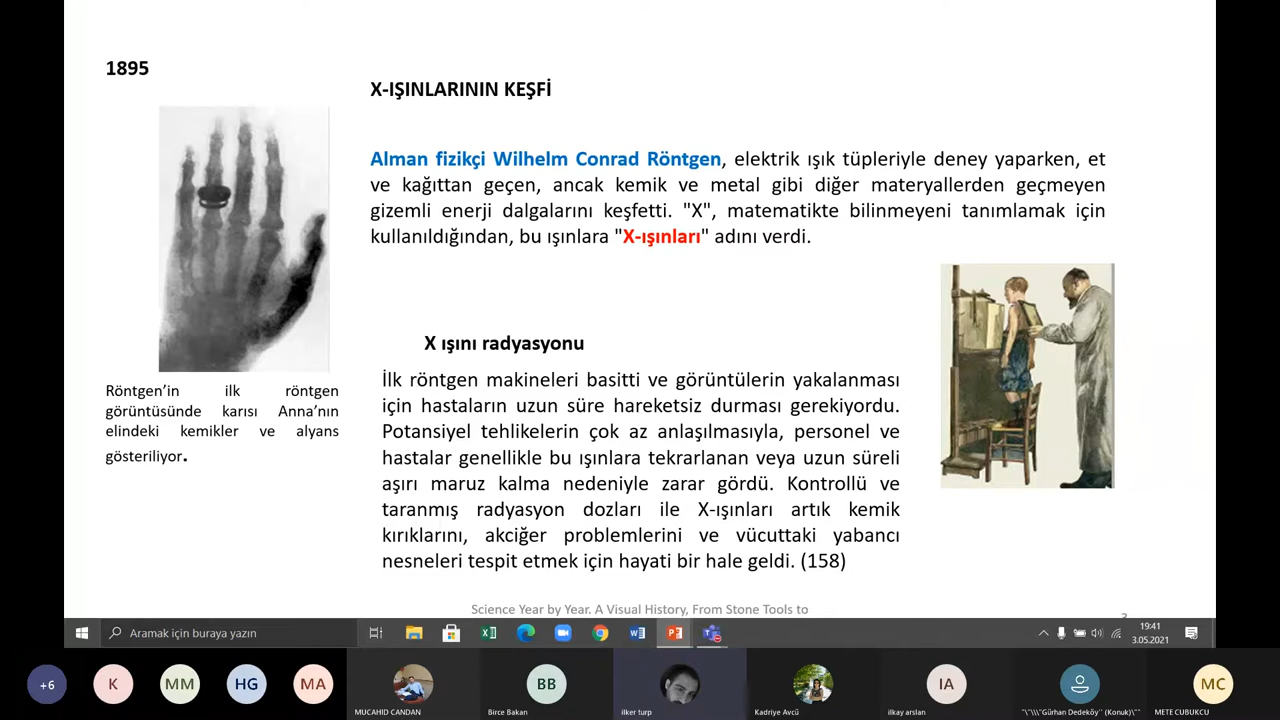 1895
X-IŞINLARININ KEŞFİ
Alman fizikçi Wilhelm Conrad Röntgen, elektrik ışık tüpleriyle deney yaparken, et
ve kağıttan geçen, ancak kemik ve metal gibi diğer materyallerden geçmeyen
gizemli enerji dalgalarını keşfetti. "X", matematikte bilinmeyeni tanımlamak için
kullanıldığından, bu ışınlara "X-ışınları" adını verdi.
Röntgen’in ilk röntgen
görüntüsünde karısı Anna’nın
elindeki kemikler ve alyans
gösteriliyor.
X ışını radyasyonu
İlk röntgen makineleri basitti ve görüntülerin yakalanması
için hastaların uzun süre hareketsiz durması gerekiyordu.
Potansiyel tehlikelerin çok az anlaşılmasıyla, personel ve
hastalar genellikle bu ışınlara tekrarlanan veya uzun süreli
aşırı maruz kalma nedeniyle zarar gördü. Kontrollü ve
taranmış radyasyon dozları ile X-ışınları artık kemik
kırıklarını, akciğer problemlerini ve vücuttaki yabancı
nesneleri tespit etmek için hayati bir hale geldi. (158)
Science Year by Year. A Visual History, From Stone Tools to
Aramak için buraya yazın
19:41
3.05.2021
+6
K
MM
HG
MA
BB
IA
MC
MUCAHID CANDAN
Birce Bakan
ilker turp
Kadriye Avcü
ilkay arslan
"\"\\\"Gürhan Dedeköy" (Konuk)\""
METE CUBUKCU